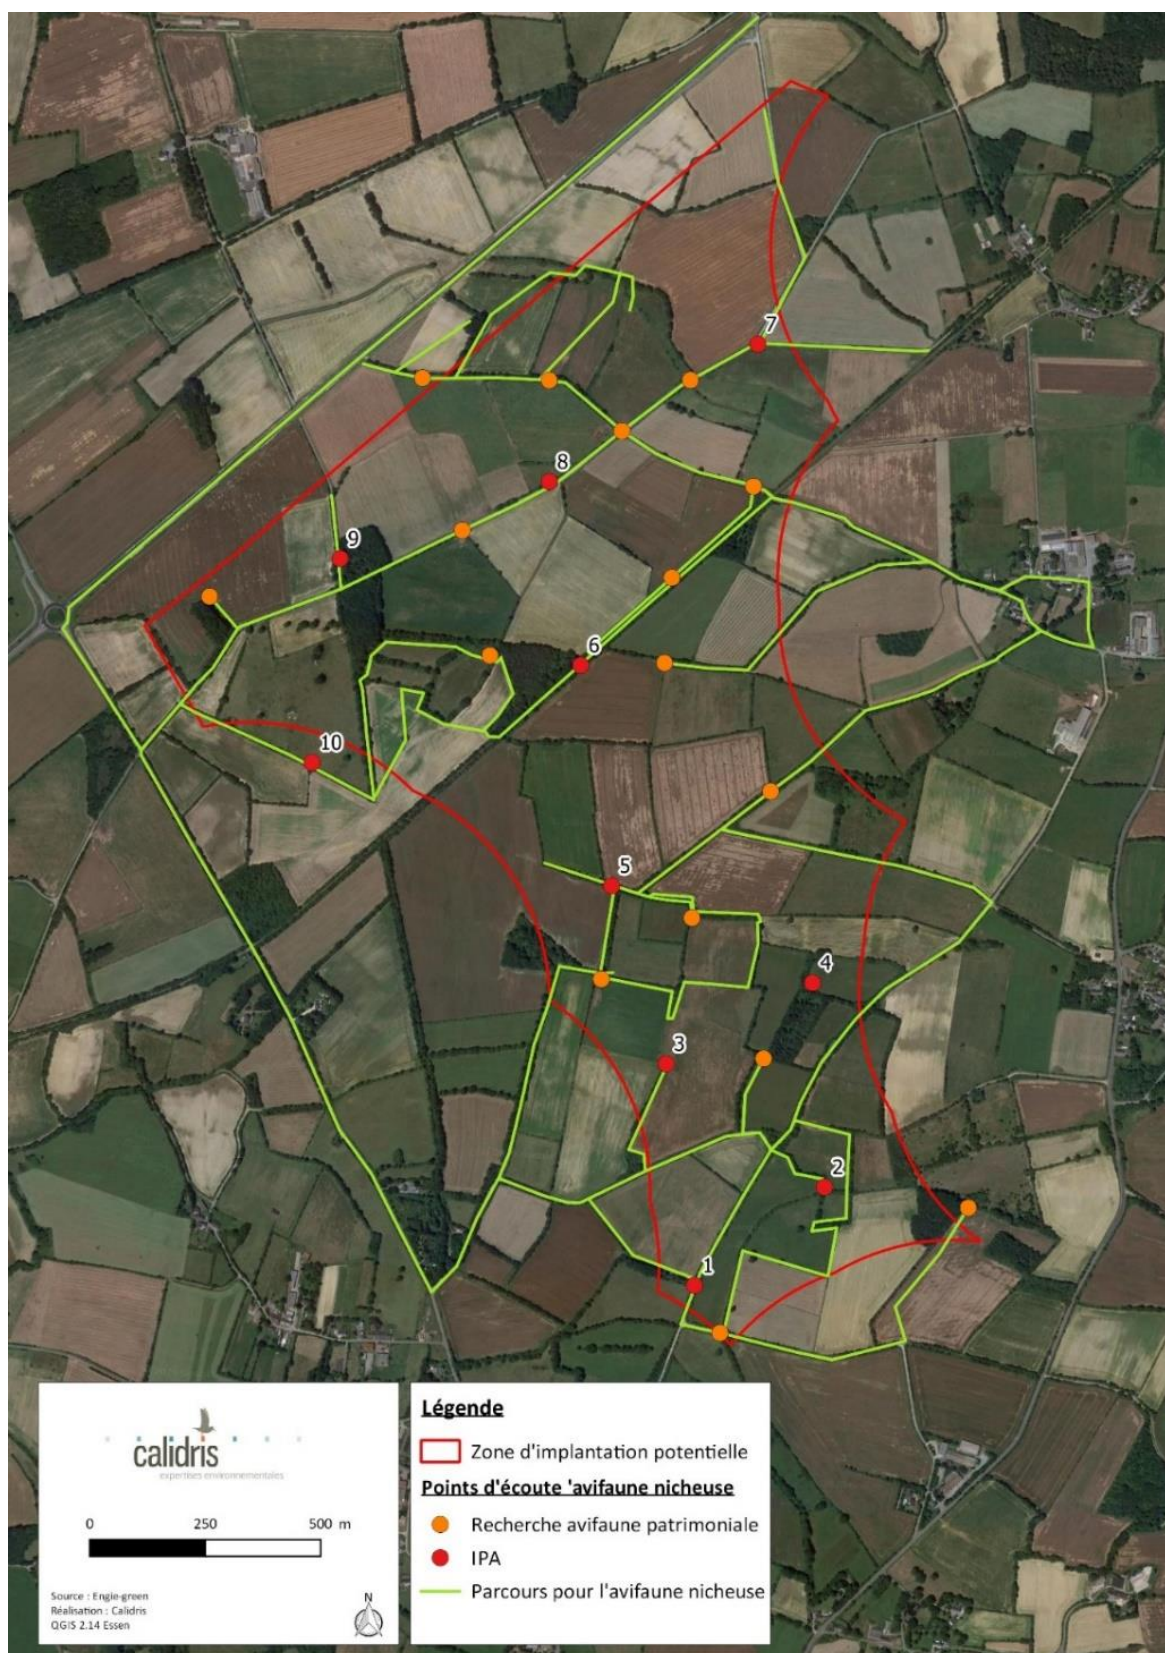 7
8
9
6
10
5
4
3
2
1
calidris
expertises environnementales
0 250 500 m
Source : Engie-green
Réalisation : Calidris
QGIS 2.14 Essen
N
Légende
Zone d'implantation potentielle
Points d'écoute 'avifaune nicheuse
Recherche avifaune patrimoniale
IPA
Parcours pour l'avifaune nicheuse